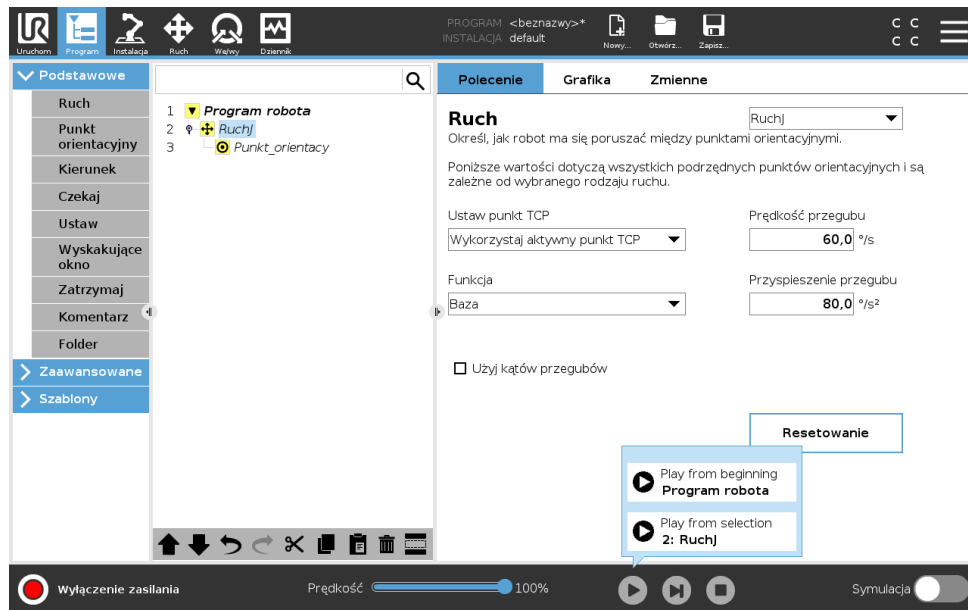 UR
PROGRAM <beznazwy>*
INSTALACJA default
C C
C C
Uruchom Program Instalacja Ruch We/wy Dziennik Nowy... Otwórz... Zapisz...
Podstawowe
Ruch
Punkt
orientacyjny
Kierunek
Czekaj
Ustaw
Wyskakujące
okno
Zatrzymaj
Komentarz
Folder
Zaawansowane
Szablony
1 Program robota
2 RuchJ
3 Punkt_orientacy
Polecenie Grafika Zmienne
Ruch RuchJ
Określ, jak robot ma się poruszać między punktami orientacyjnymi.
Poniższe wartości dotyczą wszystkich podrzędnych punktów orientacyjnych i są
zależne od wybranego rodzaju ruchu.
Ustaw punkt TCP Prędkość przegubu
Wykorzystaj aktywny punkt TCP 60,0 °/s
Funkcja Przyspieszenie przegubu
Baza 80,0 °/s²
Użyj kątów przegubów
Resetowanie
Play from beginning
Program robota
Play from selection
2: RuchJ
Wyłączenie zasilania Prędkość 100% Symulacja